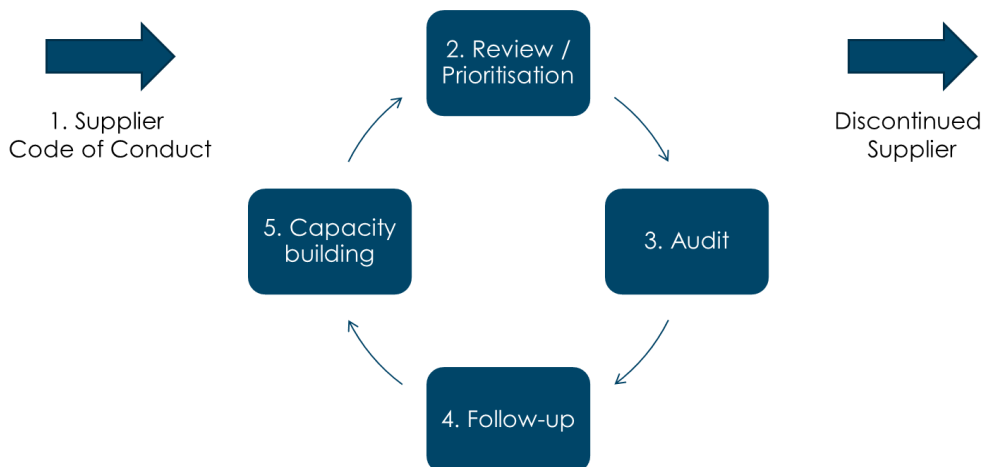 1. Supplier
Code of Conduct
2. Review /
Prioritisation
Discontinued
Supplier
5. Capacity
building
3. Audit
4. Follow-up